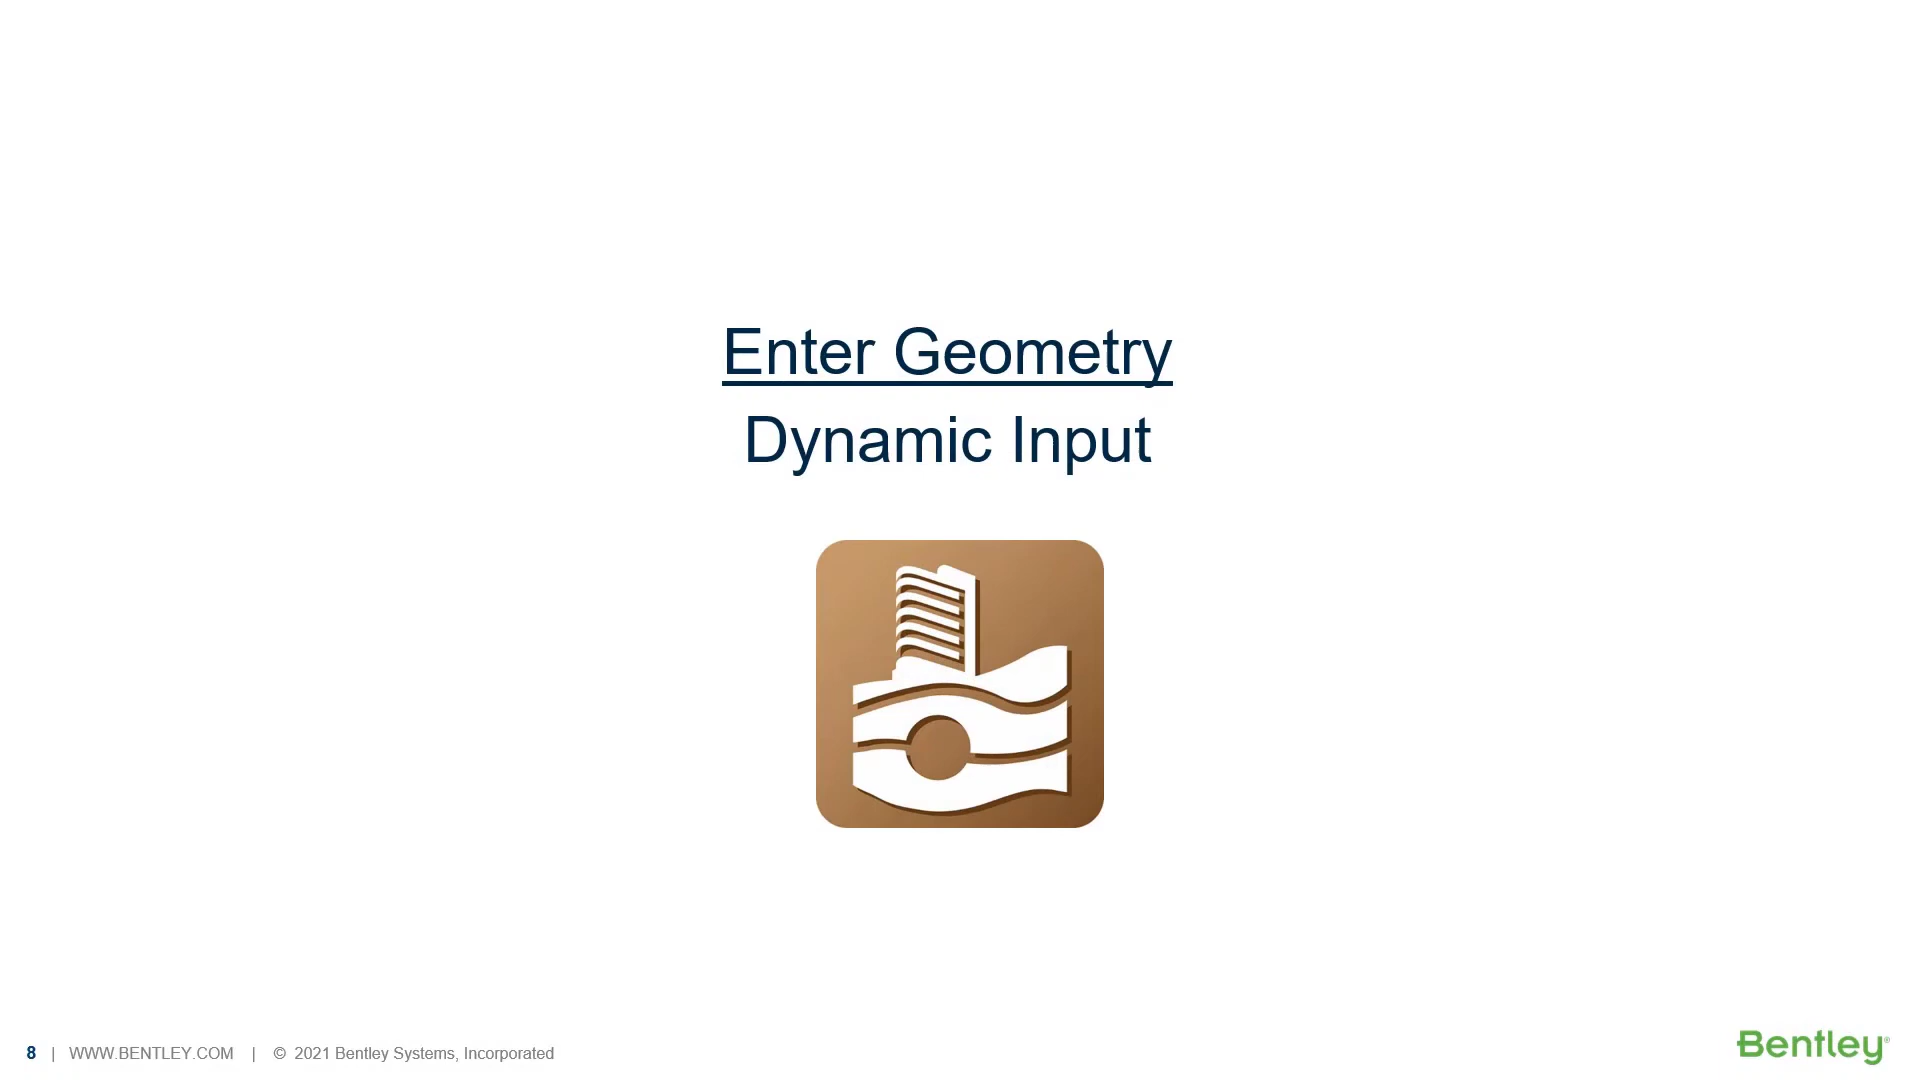 Enter Geometry
Dynamic Input
8 | WWW.BENTLEY.COM | © 2021 Bentley Systems, Incorporated
Bentley®